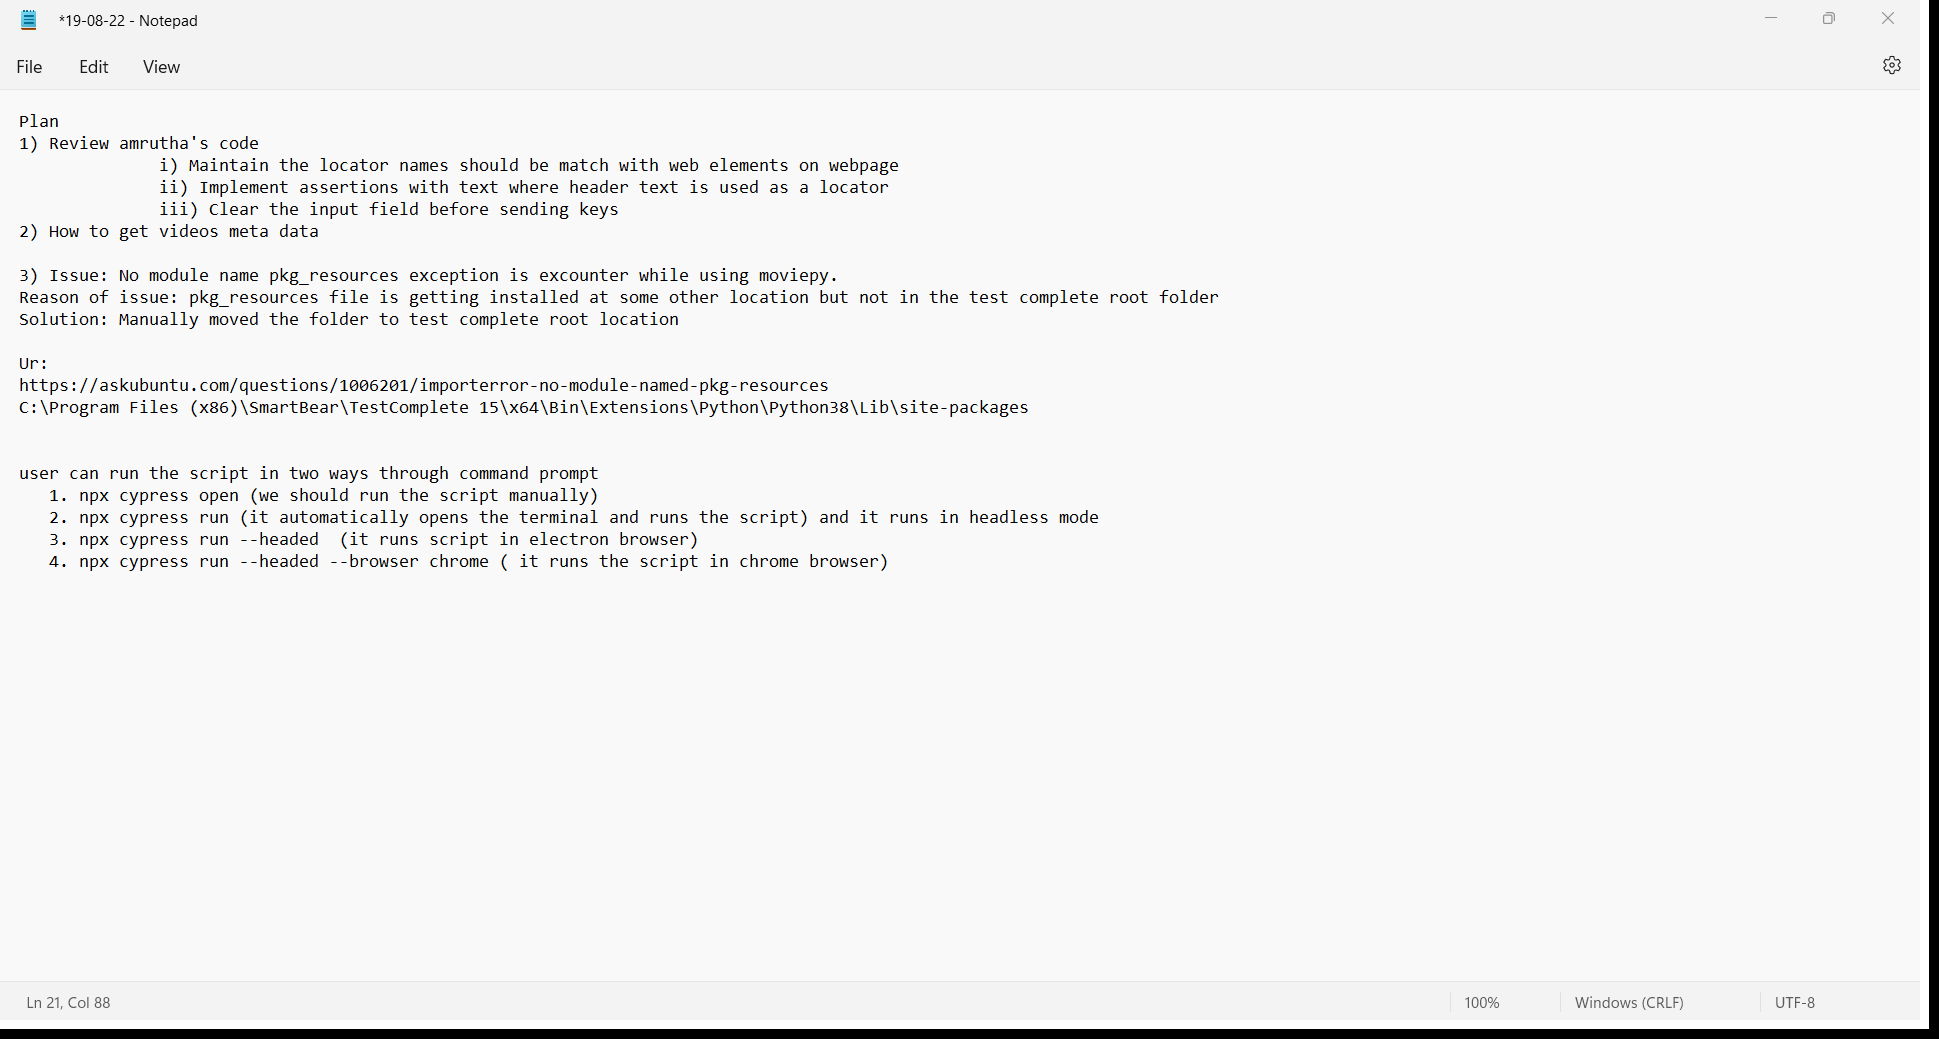 *19-08-22 - Notepad
File Edit View
Plan
1) Review amrutha's code
i) Maintain the locator names should be match with web elements on webpage
ii) Implement assertions with text where header text is used as a locator
iii) Clear the input field before sending keys
2) How to get videos meta data
3) Issue: No module name pkg_resources exception is excounter while using moviepy.
Reason of issue: pkg_resources file is getting installed at some other location but not in the test complete root folder
Solution: Manually moved the folder to test complete root location
Ur:
https://askubuntu.com/questions/1006201/importerror-no-module-named-pkg-resources
C:\Program Files (x86)\SmartBear\TestComplete 15\x64\Bin\Extensions\Python\Python38\Lib\site-packages
user can run the script in two ways through command prompt
1. npx cypress open (we should run the script manually)
2. npx cypress run (it automatically opens the terminal and runs the script) and it runs in headless mode
3. npx cypress run --headed  (it runs script in electron browser)
4. npx cypress run --headed --browser chrome ( it runs the script in chrome browser)
Ln 21, Col 88 100% Windows (CRLF) UTF-8